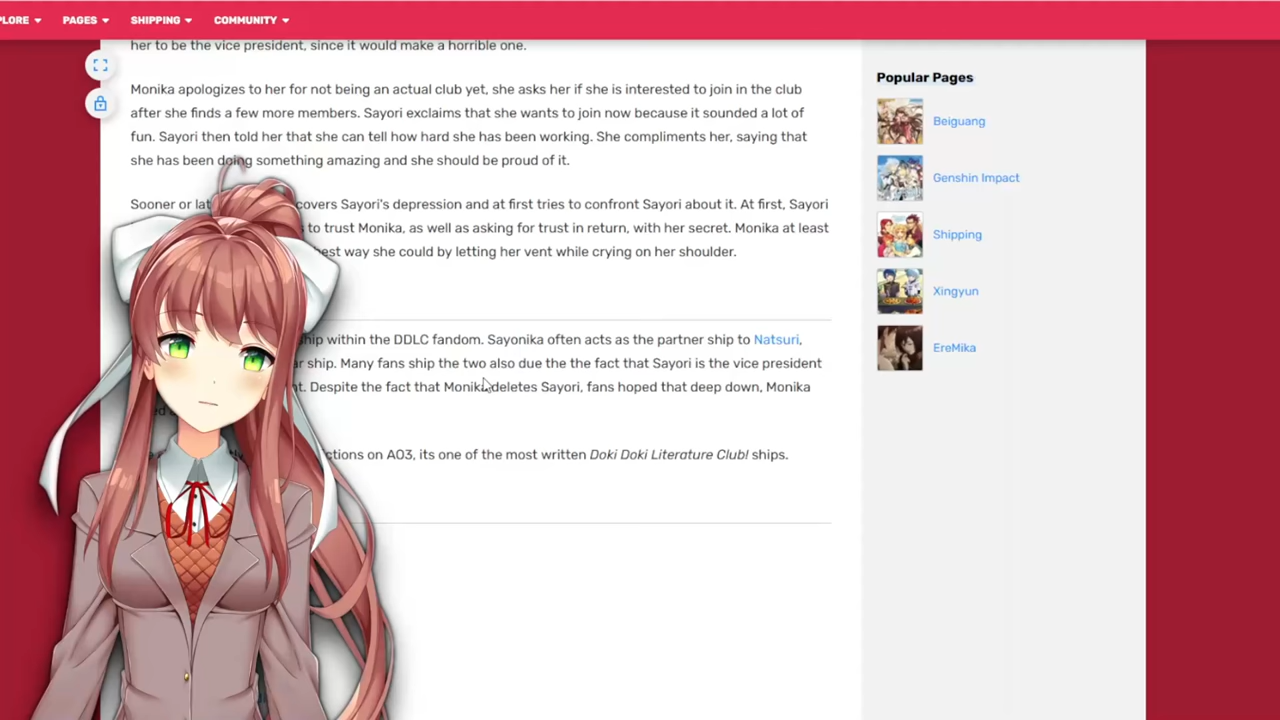 PLORE PAGES SHIPPING COMMUNITY
her to be the vice president, since it would make a horrible one.
Monika apologizes to her for not being an actual club yet, she asks her if she is interested to join in the club
after she finds a few more members. Sayori exclaims that she wants to join now because it sounded a lot of
fun. Sayori then told her that she can tell how hard she has been working. She compliments her, saying that
she has been doing something amazing and she should be proud of it.
Sooner or lat covers Sayori's depression and at first tries to confront Sayori about it. At first, Sayori
to trust Monika, as well as asking for trust in return, with her secret. Monika at least
est way she could by letting her vent while crying on her shoulder.
hip within the DDLC fandom. Sayonika often acts as the partner ship to Natsuri,
ar ship. Many fans ship the two also due the the fact that Sayori is the vice president
t. Despite the fact that Monika deletes Sayori, fans hoped that deep down, Monika
ctions on AO3, its one of the most written Doki Doki Literature Club! ships.
Popular Pages
Beiguang
Genshin Impact
Shipping
Xingyun
EreMika